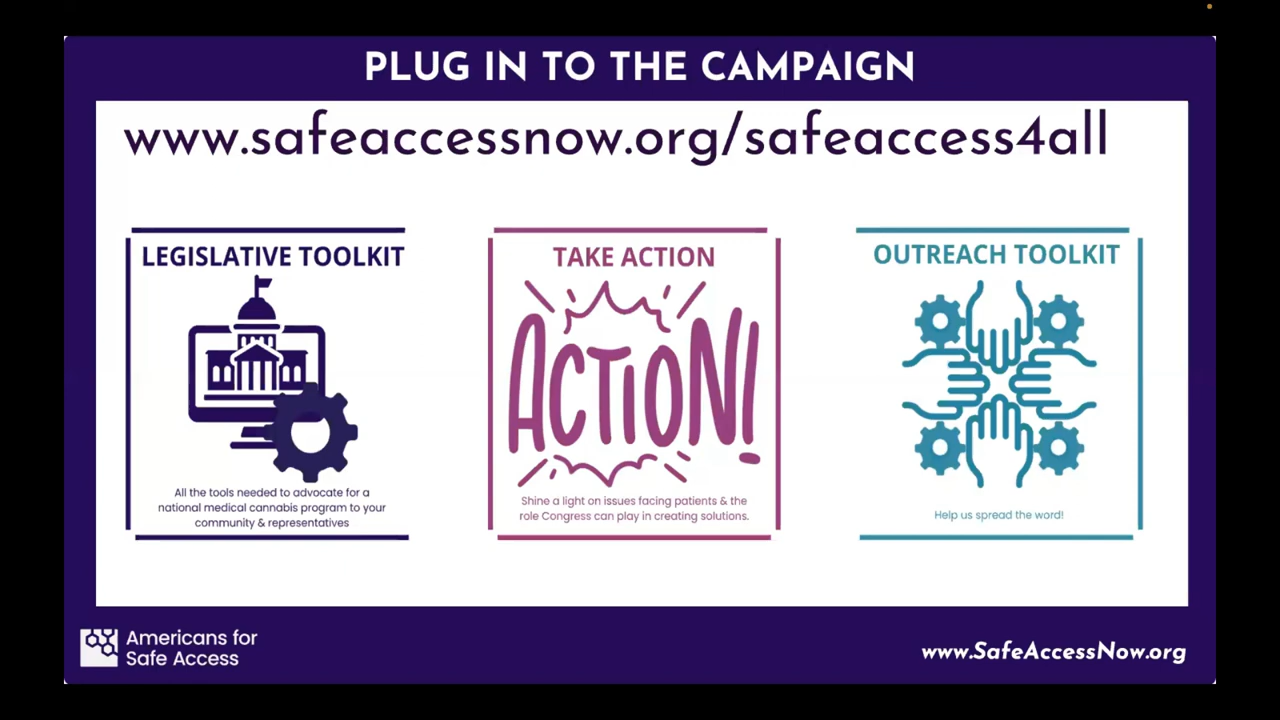 PLUG IN TO THE CAMPAIGN
www.safeaccessnow.org/safeaccess4all
LEGISLATIVE TOOLKIT
All the tools needed to advocate for a
national medical cannabis program to your
community & representatives
TAKE ACTION
ACTION!
Shine a light on issues facing patients & the
role Congress can play in creating solutions.
OUTREACH TOOLKIT
Help us spread the word!
Americans for
Safe Access
www.SafeAccessNow.org